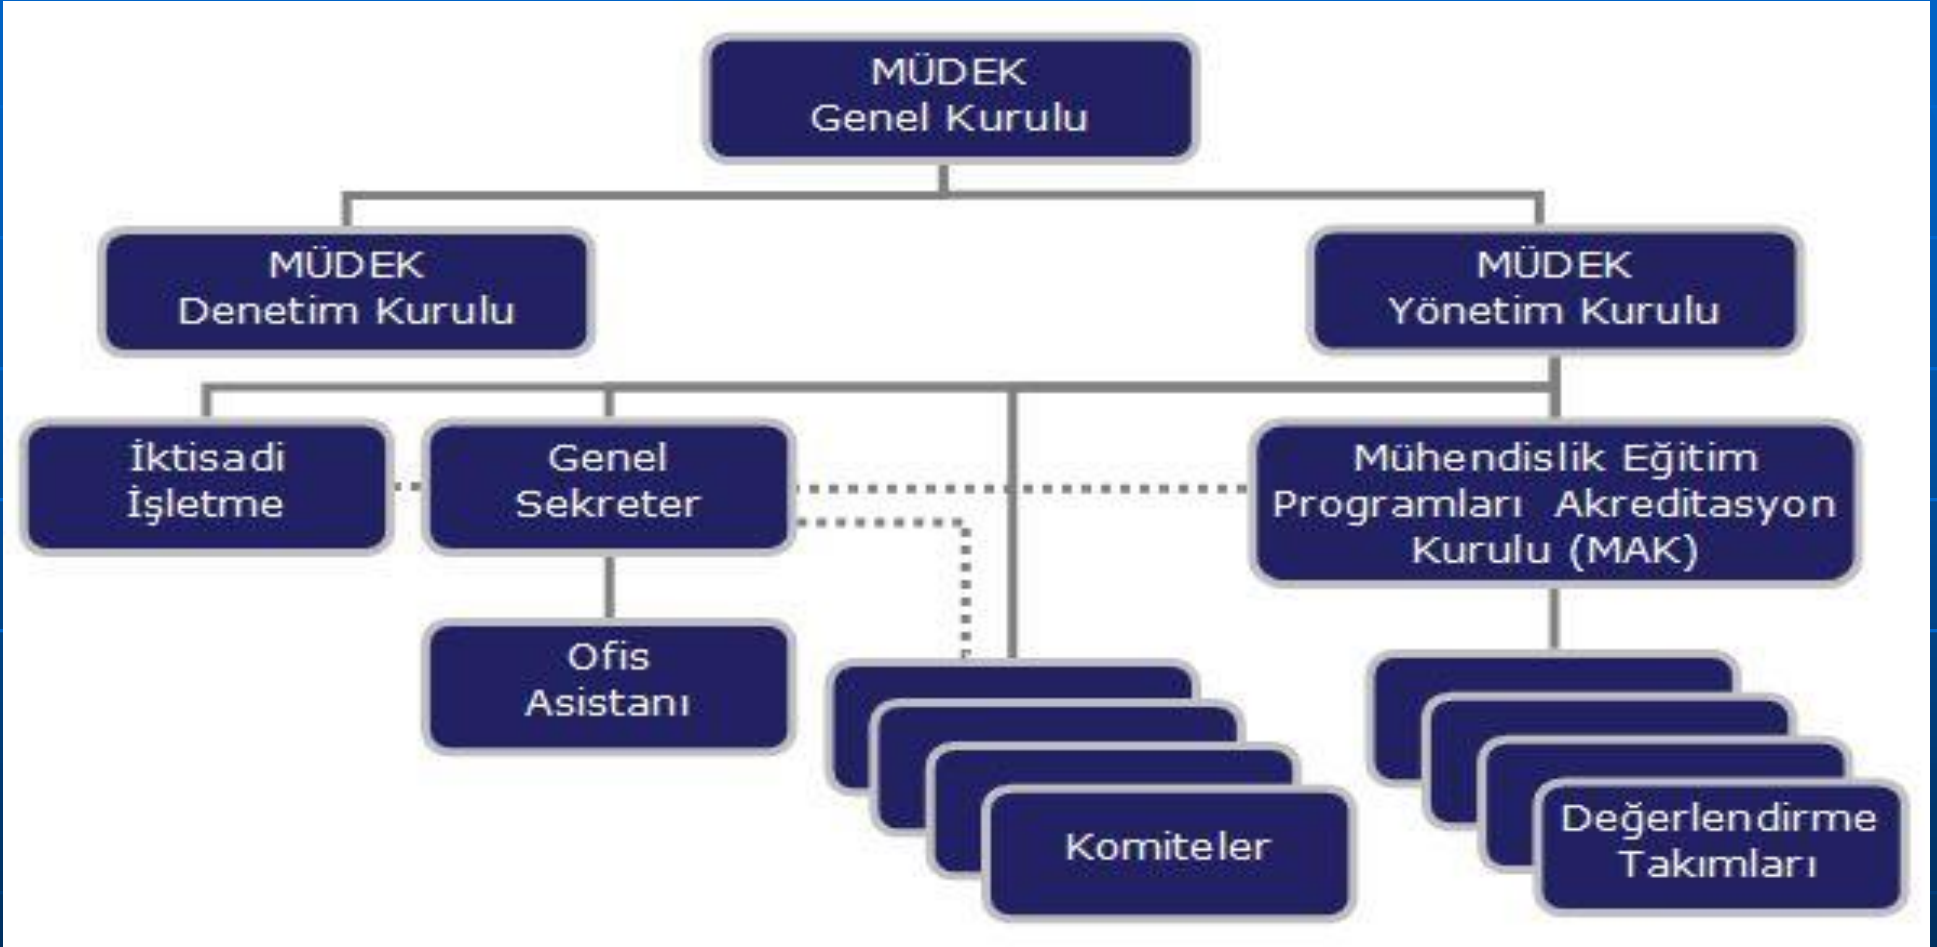 MÜDEK
Genel Kurulu
MÜDEK
Denetim Kurulu
MÜDEK
Yönetim Kurulu
İktisadi
İşletme
Genel
Sekreter
Mühendislik Eğitim
Programları Akreditasyon
Kurulu (MAK)
Ofis
Asistanı
Komiteler
Değerlendirme
Takımları